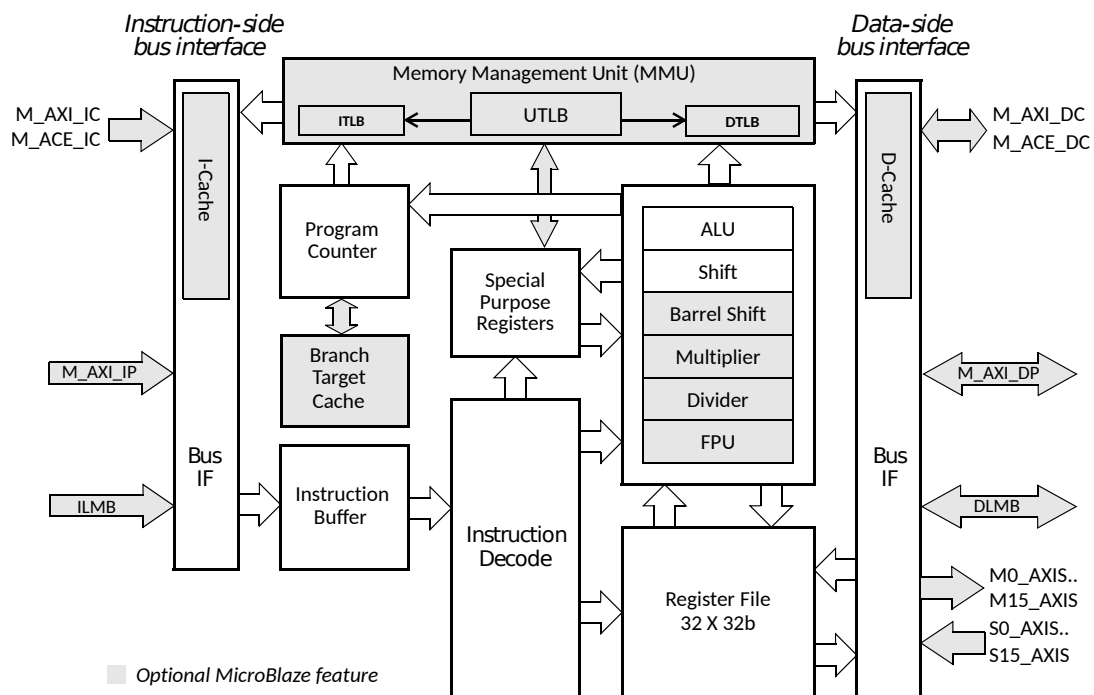 Instruction-side
bus interface
Data-side
bus interface
Memory Management Unit (MMU)
ITLB
UTLB
DTLB
M_AXI_IC
M_ACE_IC
M_AXI_DC
M_ACE_DC
I-Cache
D-Cache
Program
Counter
ALU
Shift
Special
Purpose
Registers
Barrel Shift
Multiplier
Divider
FPU
Branch
Target
Cache
M_AXI_IP
M_AXI_DP
Bus
IF
Bus
IF
Instruction
Buffer
ILMB
DLMB
Instruction
Decode
Register File
32 X 32b
M0_AXIS..
M15_AXIS
S0_AXIS..
S15_AXIS
Optional MicroBlaze feature